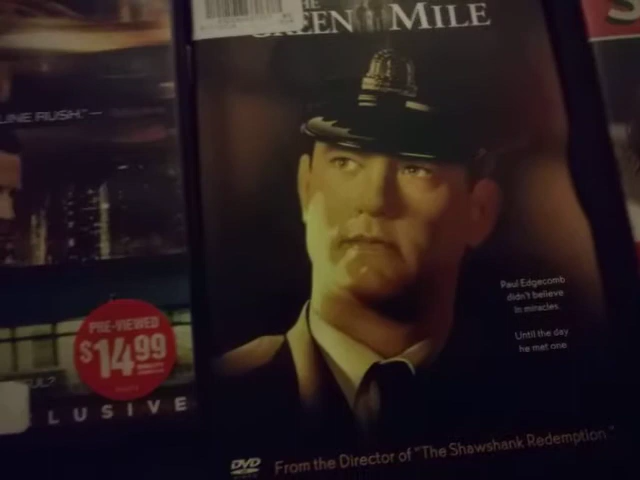 HE
GREEN MILE
LINE RUSH."—
Paul Edgecomb
didn't believe
in miracles.
Until the day
he met one.
PRE-VIEWED
$14.99
LUSIVE
DVD
From the Director of "The Shawshank Redemption."